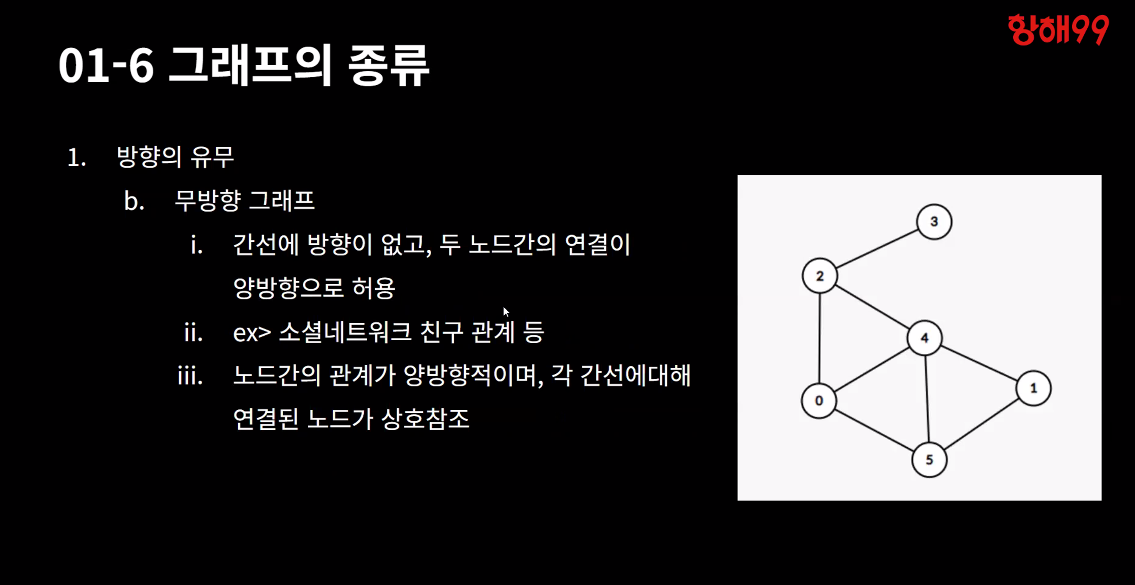 항해99
01-6 그래프의 종류
1. 방향의 유무
b. 무방향 그래프
i. 간선에 방향이 없고, 두 노드간의 연결이
양방향으로 허용
ii. ex> 소셜네트워크 친구 관계 등
iii. 노드간의 관계가 양방향적이며, 각 간선에대해
연결된 노드가 상호참조
3
2
4
1
0
5